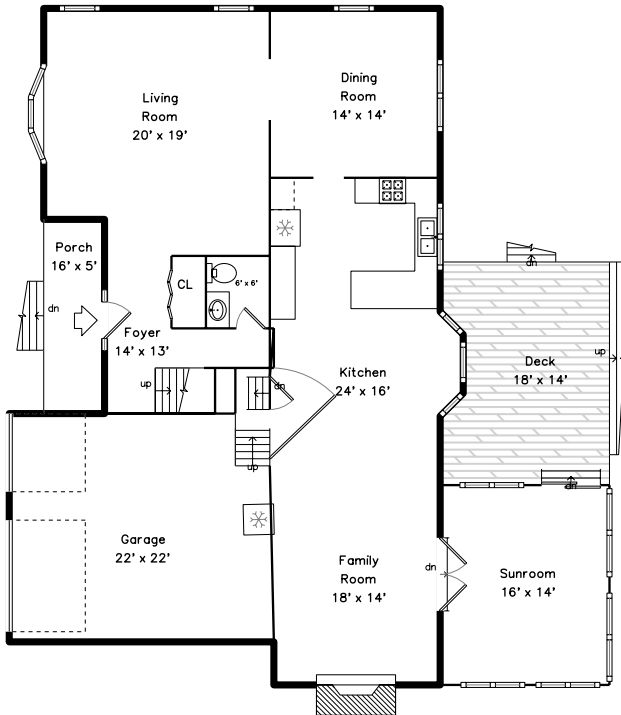 Living
Room
20' x 19'
Dining
Room
14' x 14'
Porch
16' x 5'
CL
6' x 6'
dn
dn
Foyer
14' x 13'
up
Kitchen
24' x 16'
dn
Deck
18' x 14'
up
up
dn
Garage
22' x 22'
Family
Room
18' x 14'
dn
Sunroom
16' x 14'